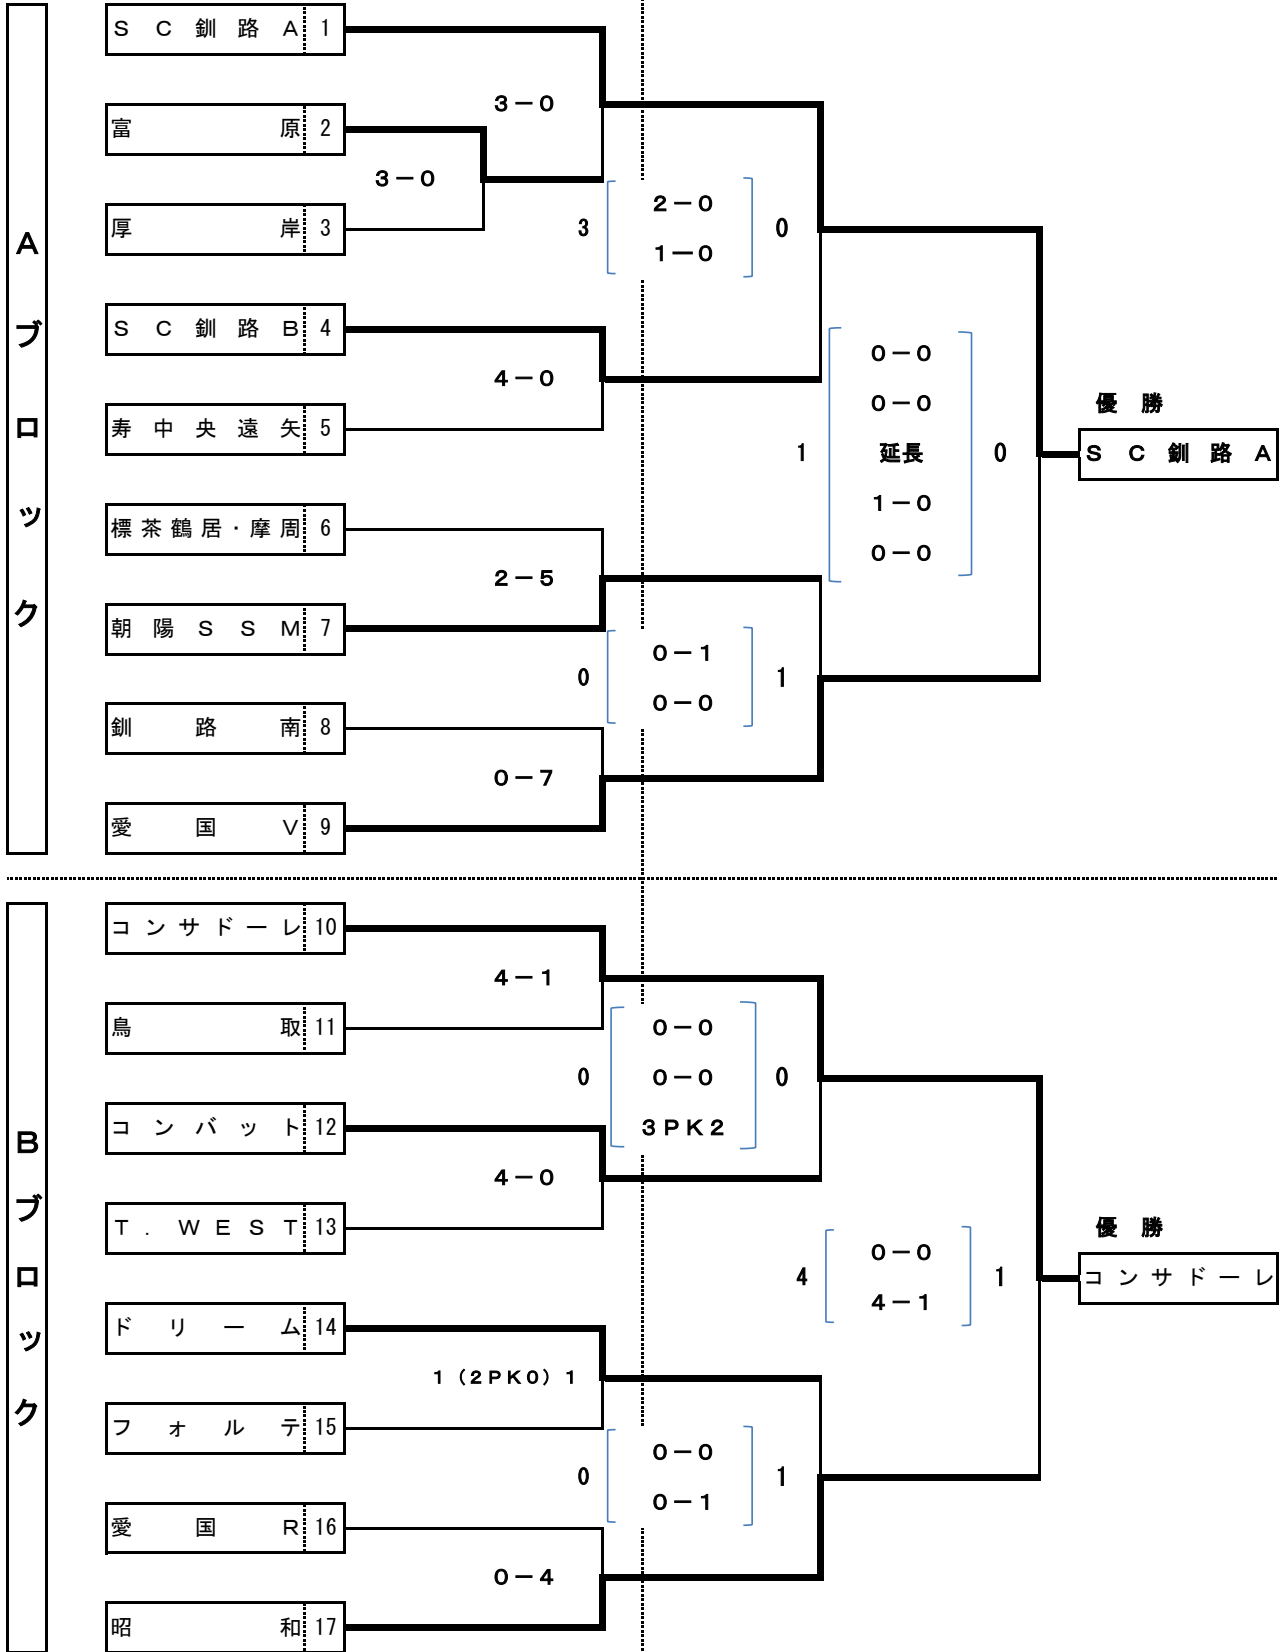 Aブロック
SC釧路A 1
3－0
富原 2
3－0
厚岸 3
3 2－0 0
1－0
SC釧路B 4
4－0
寿中央遠矢 5
0－0
0－0
1 延長 0
1－0
0－0
優勝
SC釧路A
標茶鶴居・摩周 6
2－5
朝陽SSM 7
0 0－1 1
0－0
釧路南 8
0－7
愛国V 9
Bブロック
コンサドーレ 10
4－1
鳥取 11
0－0
0 0－0 0
3PK2
コンバット 12
4－0
T．WEST 13
4 0－0 1
4－1
優勝
コンサドーレ
ドリーム 14
1（2PK0）1
フォルテ 15
0 0－0 1
0－1
愛国R 16
0－4
昭和 17